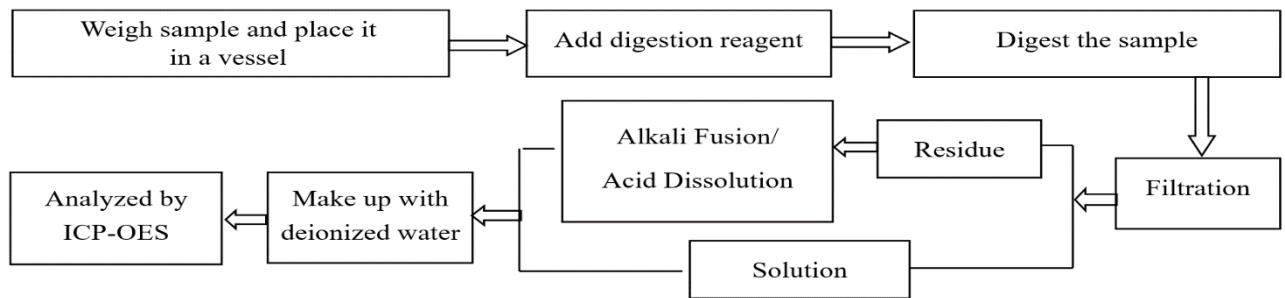 Weigh sample and place it
in a vessel
Add digestion reagent
Digest the sample
Filtration
Residue
Alkali Fusion/
Acid Dissolution
Solution
Make up with
deionized water
Analyzed by
ICP-OES